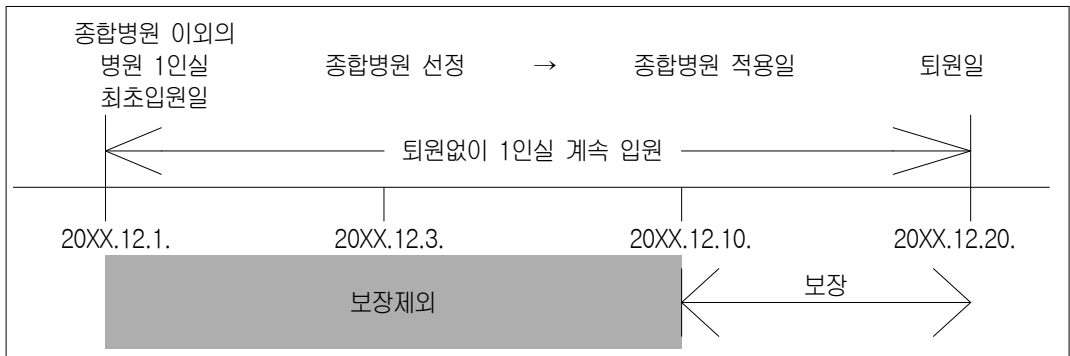 종합병원 이외의
병원 1인실
최초입원일
종합병원 선정 → 종합병원 적용일
퇴원일
퇴원없이 1인실 계속 입원
20XX.12.1. 20XX.12.3. 20XX.12.10. 20XX.12.20.
보장제외
보장